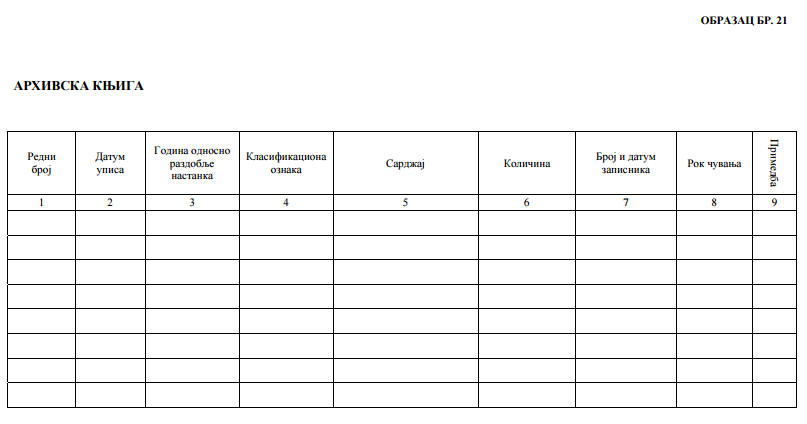 ОБРАЗАЦ БР. 21
АРХИВСКА КЊИГА
Редни
број
Датум
уписа
Година односно
раздобље
настанка
Класификациона
ознака
Сарджај
Количина
Број и датум
записника
Рок чувања
Примедба
1 2 3 4 5 6 7 8 9